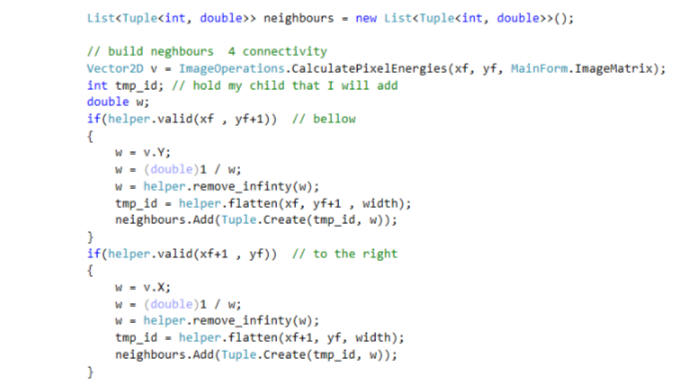 List<Tuple<int, double>> neighbours = new List<Tuple<int, double>>();
// build neghbours  4 connectivity
Vector2D v = ImageOperations.CalculatePixelEnergies(xf, yf, MainForm.ImageMatrix);
int tmp_id; // hold my child that I will add
double w;
if(helper.valid(xf , yf+1))  // bellow
{
    w = v.Y;
    w = (double)1 / w;
    w = helper.remove_infinty(w);
    tmp_id = helper.flatten(xf, yf+1 , width);
    neighbours.Add(Tuple.Create(tmp_id, w));
}
if(helper.valid(xf+1 , yf))  // to the right
{
    w = v.X;
    w = (double)1 / w;
    w = helper.remove_infinty(w);
    tmp_id = helper.flatten(xf+1, yf, width);
    neighbours.Add(Tuple.Create(tmp_id, w));
}